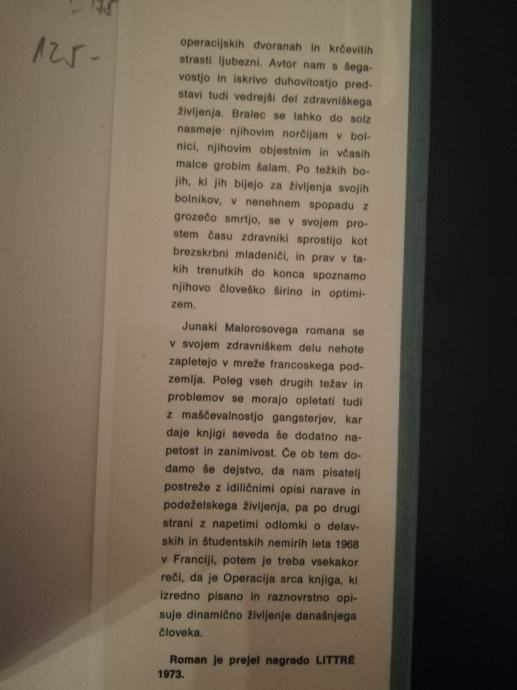 175
125-
operacijskih dvoranah in krčevitih
strasti ljubezni. Avtor nam s šega-
vostjo in iskrivo duhovitostjo pred-
stavi tudi vedrejši del zdravniškega
življenja. Bralec se lahko do solz
nasmeje njihovim norčijam v bol-
nici, njihovim objestnim in včasih
malce grobim šalam. Po težkih bo-
jih, ki jih bijejo za življenja svojih
bolnikov, v nenehnem spopadu z
grozečo smrtjo, se v svojem pro-
stem času zdravniki sprostijo kot
brezskrbni mladeniči, in prav v ta-
kih trenutkih do konca spoznamo
njihovo človeško širino in optimi-
zem.
Junaki Malorosovega romana se
v svojem zdravniškem delu nehote
zapletejo v mreže francoskega pod-
zemlja. Poleg vseh drugih težav in
problemov se morajo opletati tudi
z maščevalnostjo gangsterjev, kar
daje knjigi seveda še dodatno na-
petost in zanimivost. Če ob tem do-
damo še dejstvo, da nam pisatelj
postreže z idiličnimi opisi narave in
podeželskega življenja, pa po drugi
strani z napetimi odlomki o delav-
skih in študentskih nemirih leta 1968
v Franciji, potem je treba vsekakor
reči, da je Operacija srca knjiga, ki
izredno pisano in raznovrstno opi-
suje dinamično življenje današnjega
človeka.
Roman je prejel nagrado LITTRÉ
1973.